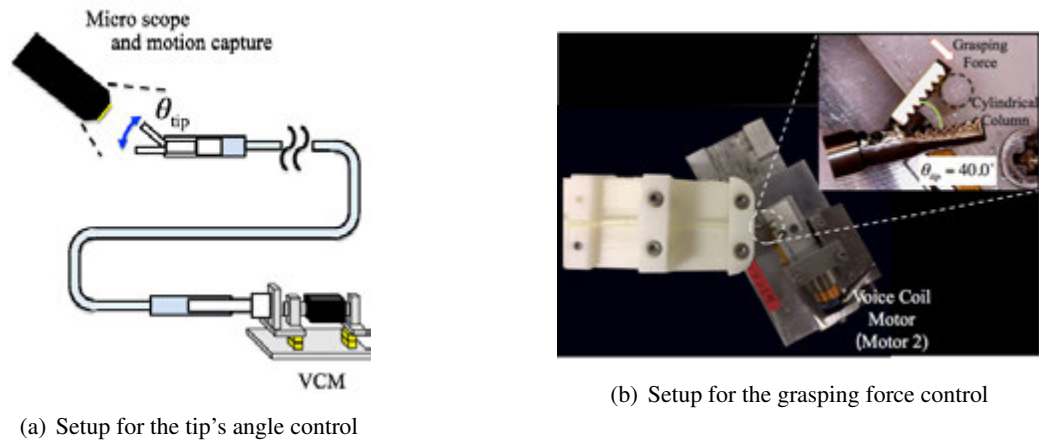 Micro scope
and motion capture
θtip
VCM
(a) Setup for the tip's angle control
Grasping
Force
Cylindrical
Column
θtip = 40.0°
Voice Coil
Motor
(Motor 2)
(b) Setup for the grasping force control